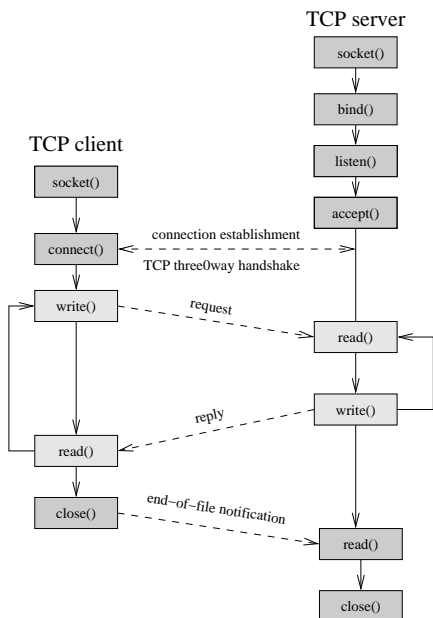 TCP server
socket()
bind()
listen()
accept()
TCP client
socket()
connect()
connection establishment
TCP three0way handshake
write()
request
read()
write()
reply
read()
close()
end−of−file notification
read()
close()